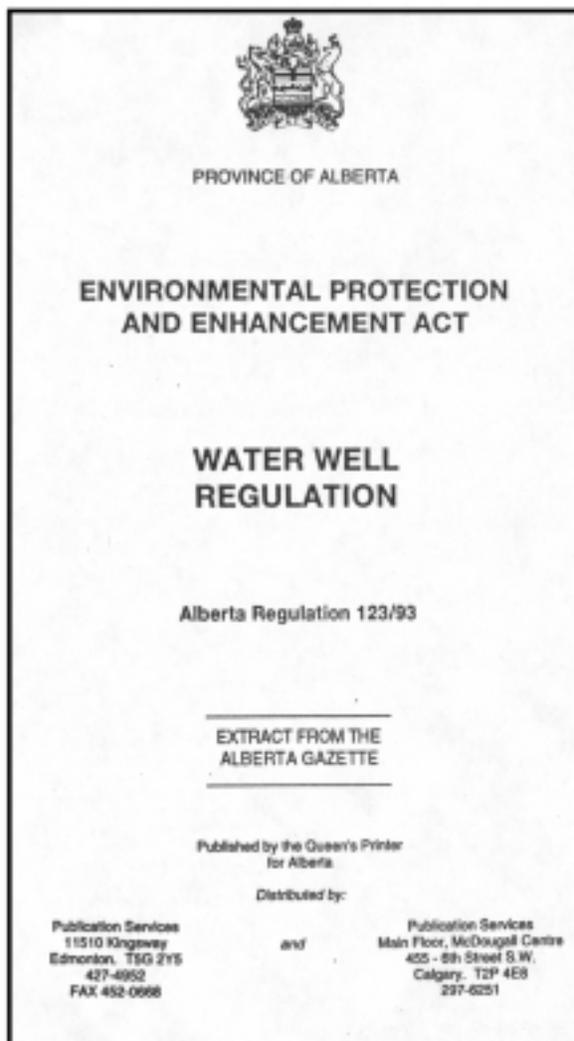 PROVINCE OF ALBERTA
ENVIRONMENTAL PROTECTION
AND ENHANCEMENT ACT
WATER WELL
REGULATION
Alberta Regulation 123/93
EXTRACT FROM THE
ALBERTA GAZETTE
Published by the Queen's Printer
for Alberta
Distributed by:
Publication Services
11510 Kingsway
Edmonton, T5G 2Y5
427-4952
FAX 452-0668
and
Publication Services
Main Floor, McDougall Centre
455 - 6th Street S.W.
Calgary, T2P 4E8
297-6251